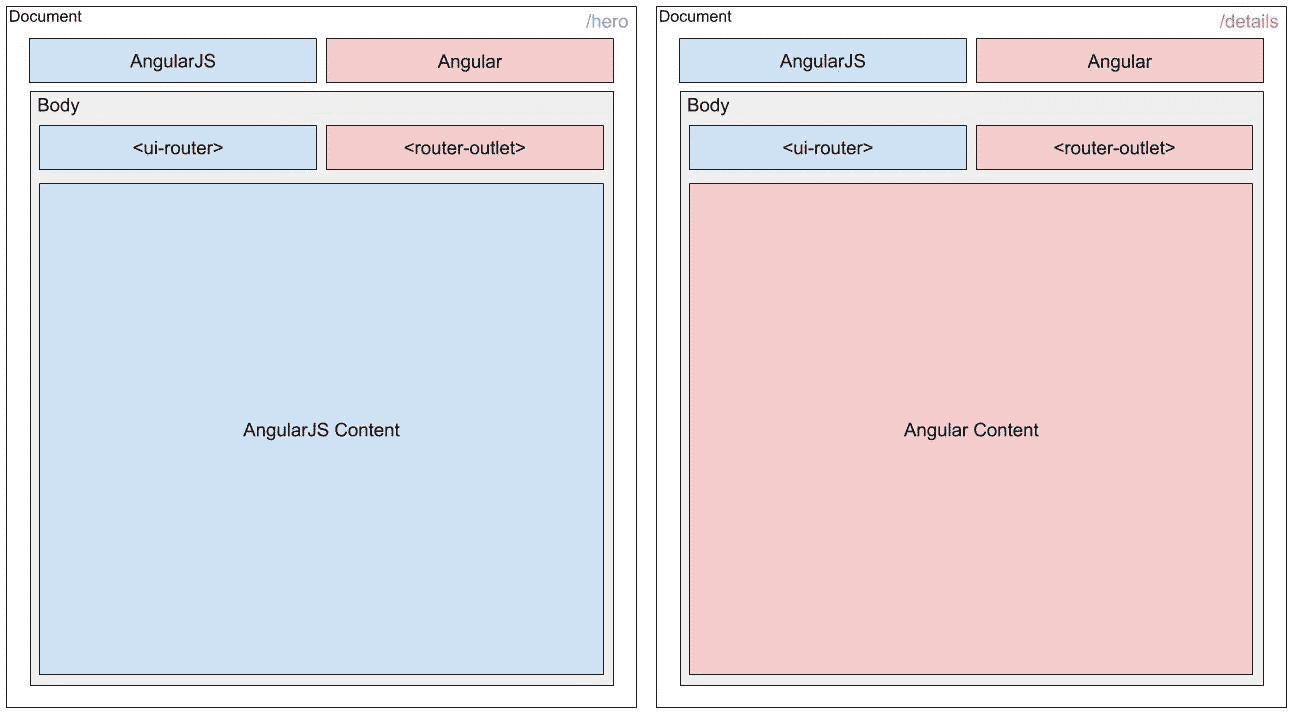 Document
/hero
AngularJS
Angular
Body
<ui-router>
<router-outlet>
AngularJS Content
Document
/details
AngularJS
Angular
Body
<ui-router>
<router-outlet>
Angular Content